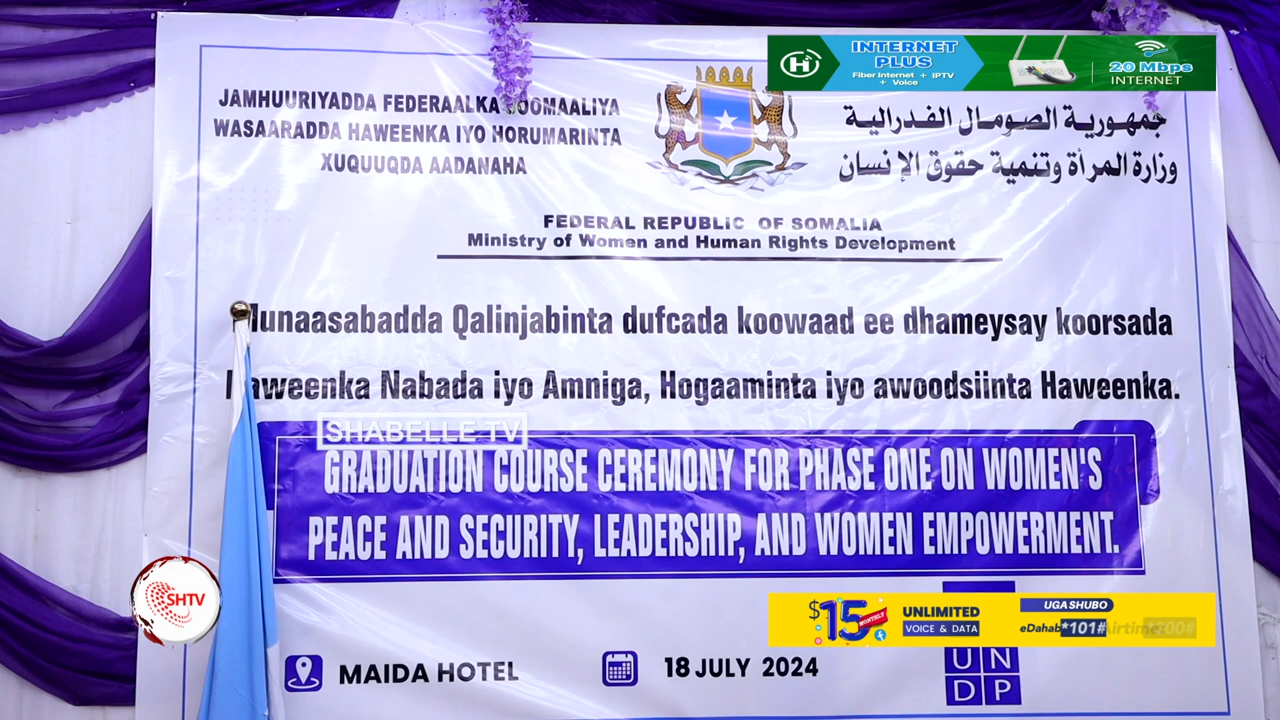 INTERNET
PLUS
Fiber Internet + IPTV
+ Voice
20 Mbps
INTERNET
JAMHUURIYADDA FEDERAALKA SOOMAALIYA
WASAARADDA HAWEENKA IYO HORUMARINTA
XUQUUQDA AADANAHA
جمهورية الصومال الفدرالية
وزارة المرأة وتنمية حقوق الإنسان
FEDERAL REPUBLIC OF SOMALIA
Ministry of Women and Human Rights Development
Munaasabadda Qalinjabinta dufcada koowaad ee dhameysay koorsada
Haweenka Nabada iyo Amniga, Hogaaminta iyo awoodsiinta Haweenka.
SHABELLE TV
GRADUATION COURSE CEREMONY FOR PHASE ONE ON WOMEN'S
PEACE AND SECURITY, LEADERSHIP, AND WOMEN EMPOWERMENT.
SHTV
$15 MONTHLY
UNLIMITED
VOICE & DATA
UGA SHUBO
eDahab *101# Airtime *100#
MAIDA HOTEL
18 JULY 2024
UN
DP